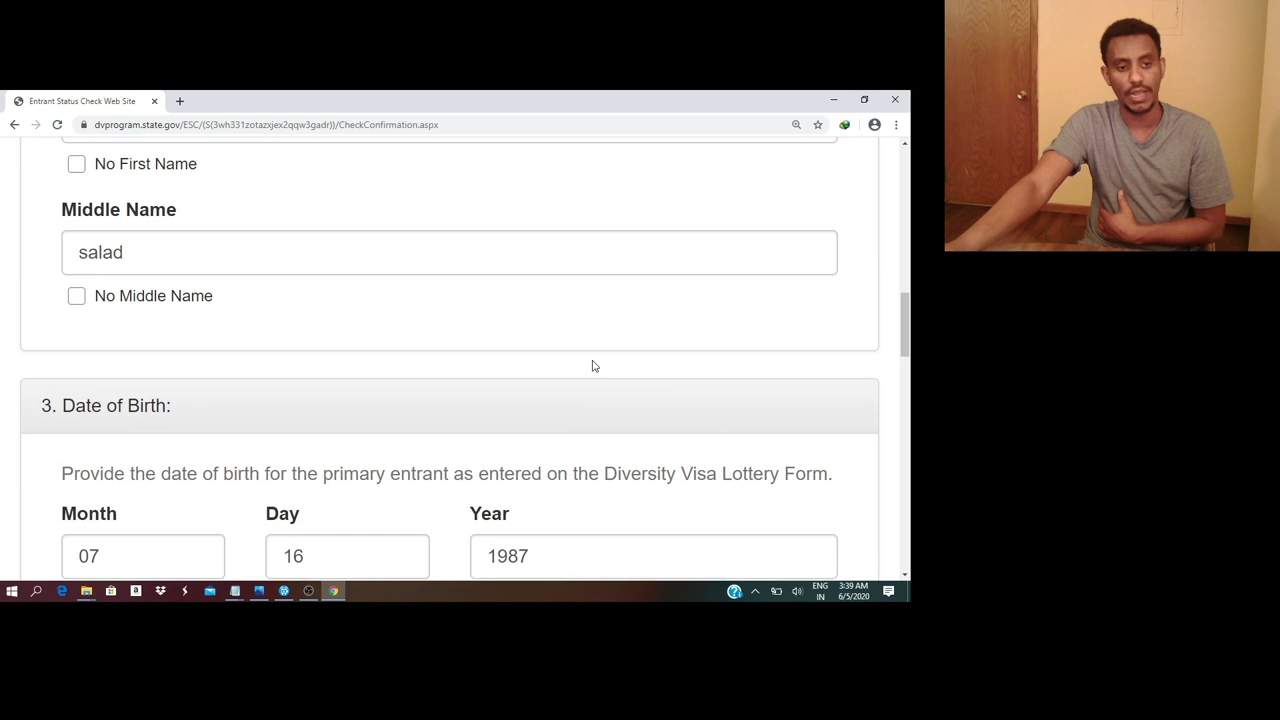 Entrant Status Check Web Site
dvprogram.state.gov/ESC/(S(3wh331zotazxjex2qqw3gadr))/CheckConfirmation.aspx
No First Name
Middle Name
salad
No Middle Name
3. Date of Birth:
Provide the date of birth for the primary entrant as entered on the Diversity Visa Lottery Form.
Month Day Year
07 16 1987
ENG 3:39 AM
IN 6/5/2020